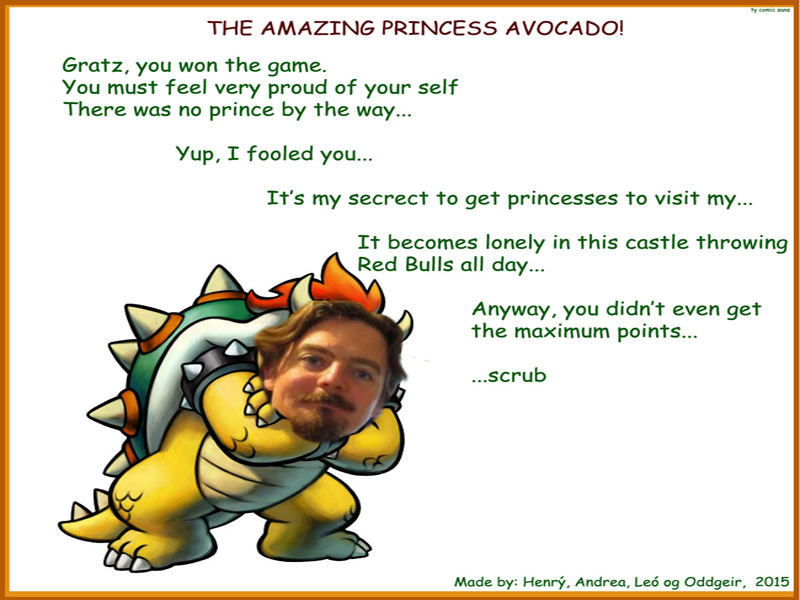 Ty comic sans
THE AMAZING PRINCESS AVOCADO!
Gratz, you won the game.
You must feel very proud of your self
There was no prince by the way...
Yup, I fooled you...
It's my secrect to get princesses to visit my...
It becomes lonely in this castle throwing
Red Bulls all day...
Anyway, you didn't even get
the maximum points...
...scrub
Made by: Henrý, Andrea, Leó og Oddgeir, 2015